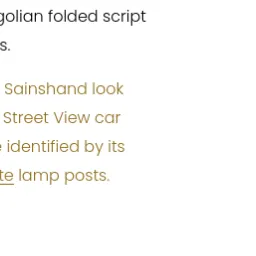 golian folded script
s.
Sainshand look
Street View car
identified by its
te lamp posts.